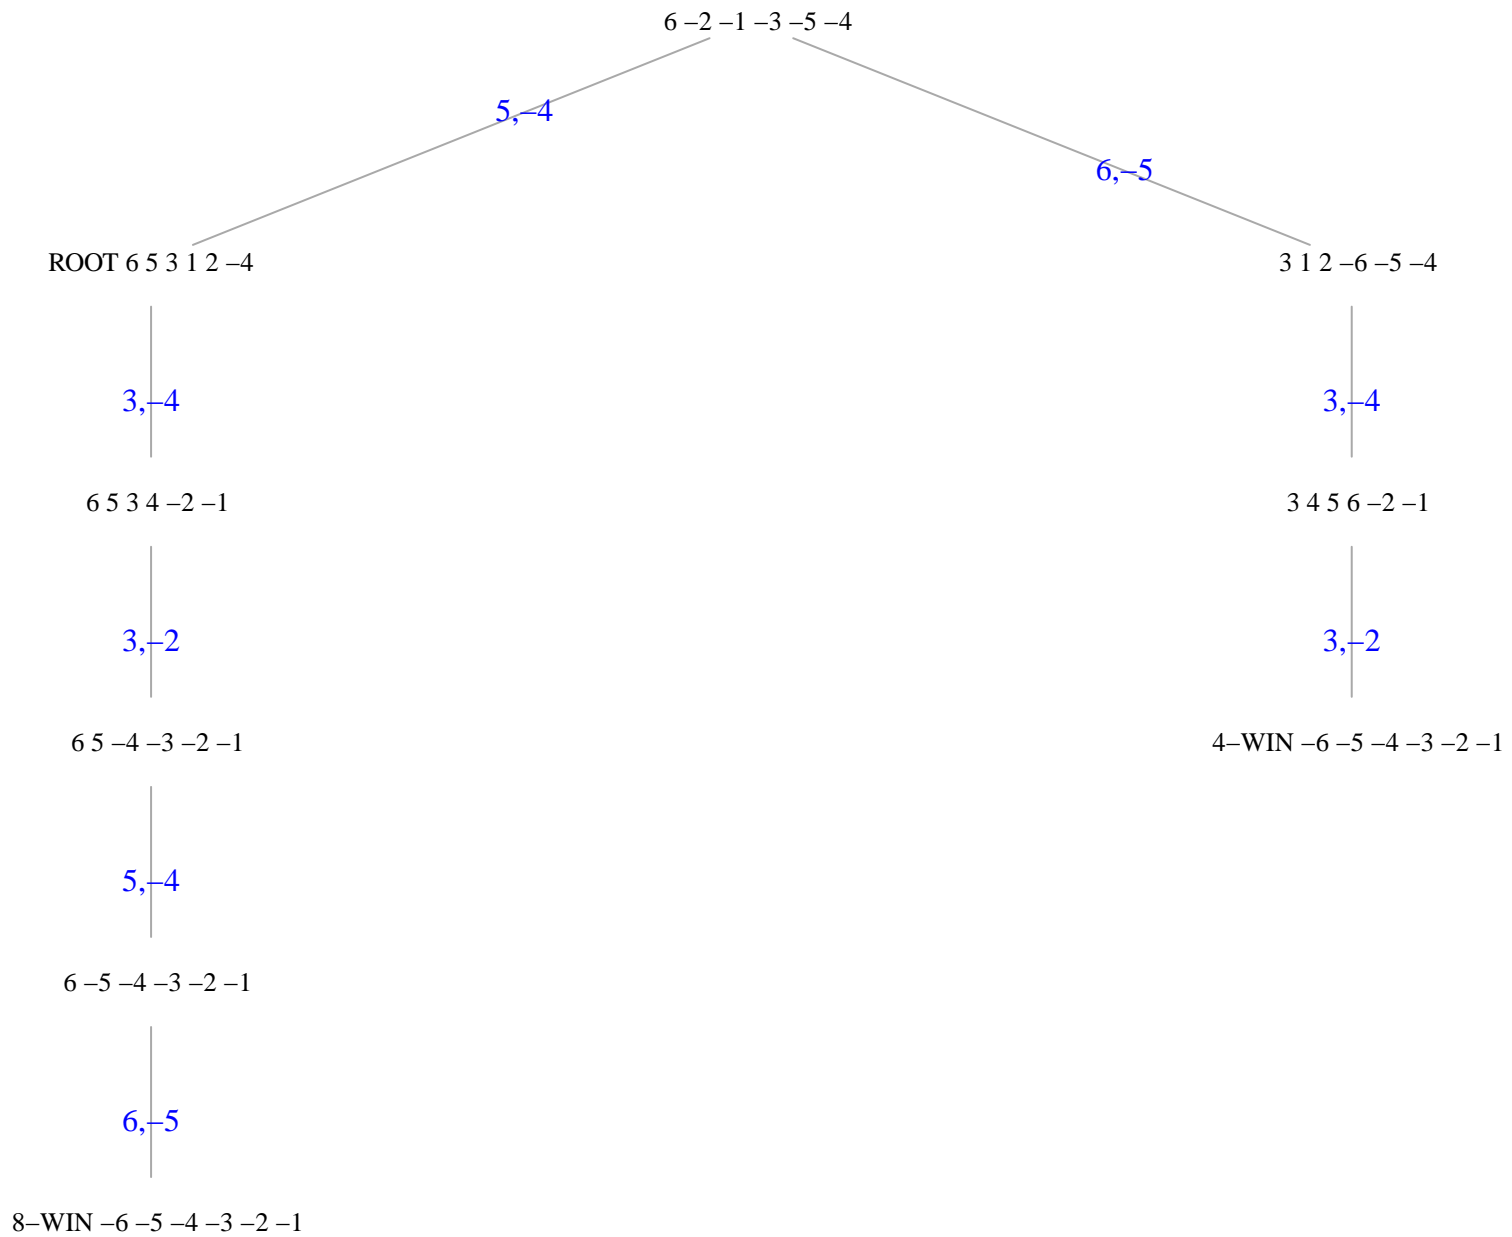 6 –2 –1 –3 –5 –4
5,–4
6,–5
ROOT 6 5 3 1 2 –4
3 1 2 –6 –5 –4
3,–4
3,–4
6 5 3 4 –2 –1
3 4 5 6 –2 –1
3,–2
3,–2
6 5 –4 –3 –2 –1
4–WIN –6 –5 –4 –3 –2 –1
5,–4
6 –5 –4 –3 –2 –1
6,–5
8–WIN –6 –5 –4 –3 –2 –1